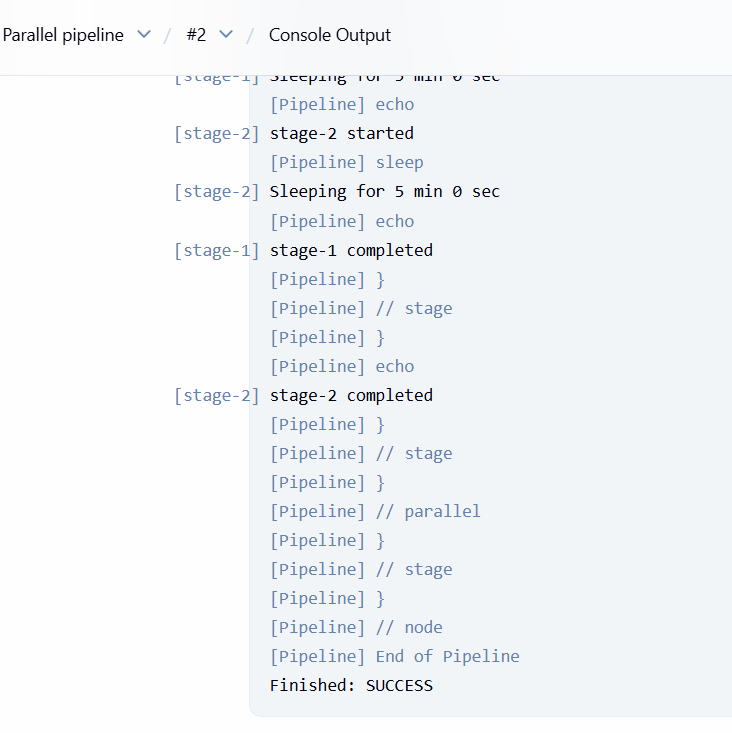 Parallel pipeline / #2 / Console Output
[stage-1] Sleeping for 5 min 0 sec
[Pipeline] echo
[stage-2] stage-2 started
[Pipeline] sleep
[stage-2] Sleeping for 5 min 0 sec
[Pipeline] echo
[stage-1] stage-1 completed
[Pipeline] }
[Pipeline] // stage
[Pipeline] }
[Pipeline] echo
[stage-2] stage-2 completed
[Pipeline] }
[Pipeline] // stage
[Pipeline] }
[Pipeline] // parallel
[Pipeline] }
[Pipeline] // stage
[Pipeline] }
[Pipeline] // node
[Pipeline] End of Pipeline
Finished: SUCCESS